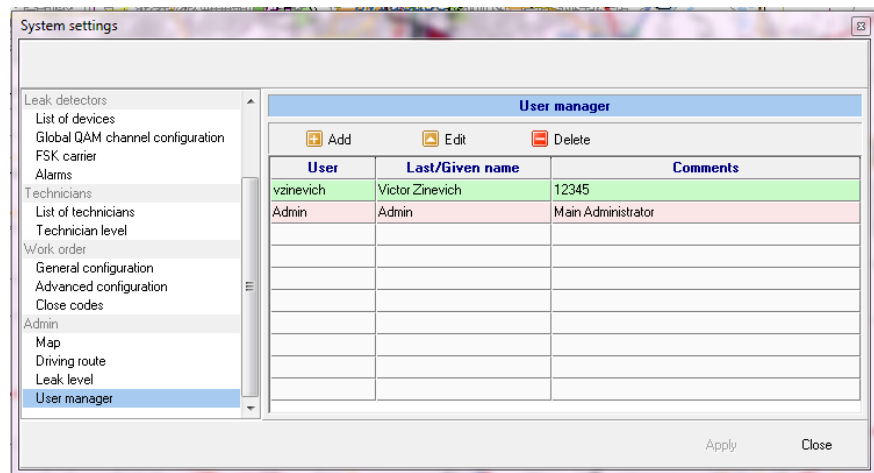 System settings
Leak detectors
List of devices
Global QAM channel configuration
FSK carrier
Alarms
Technicians
List of technicians
Technician level
Work order
General configuration
Advanced configuration
Close codes
Admin
Map
Driving route
Leak level
User manager
User manager
Add Edit Delete
User Last/Given name Comments
vzinevich Victor Zinevich 12345
Admin Admin Main Administrator
Apply Close